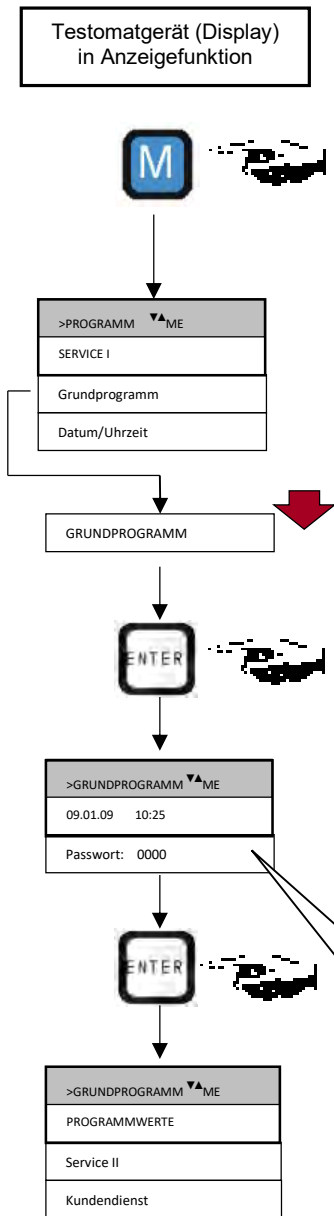 Testomatgerät (Display)
in Anzeigefunktion
M
>PROGRAMM ▼▲ME
SERVICE I
Grundprogramm
Datum/Uhrzeit
GRUNDPROGRAMM
ENTER
>GRUNDPROGRAMM ▼▲ME
09.01.09 10:25
Passwort: 0000
ENTER
>GRUNDPROGRAMM ▼▲ME
PROGRAMMWERTE
Service II
Kundendienst